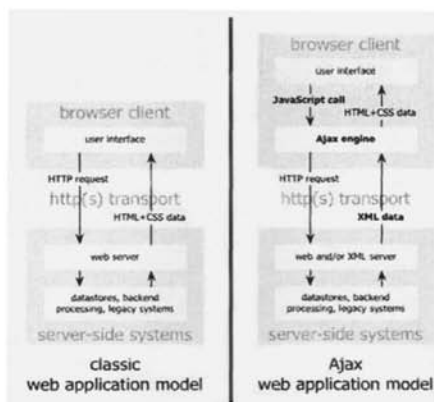 browser client
user interface
HTTP request
http(s) transport
HTML+CSS data
web server
datastores, backend
processing, legacy systems
server-side systems
classic
web application model
browser client
user interface
JavaScript call
HTML+CSS data
Ajax engine
HTTP request
http(s) transport
XML data
web and/or XML server
datastores, backend
processing, legacy systems
server-side systems
Ajax
web application model